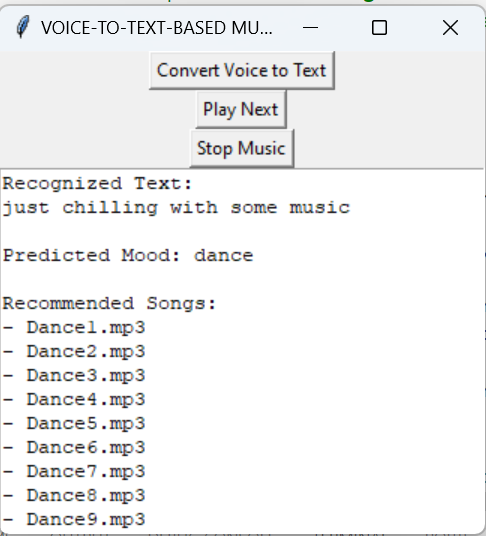 VOICE-TO-TEXT-BASED MU...
Convert Voice to Text
Play Next
Stop Music
Recognized Text:
just chilling with some music
Predicted Mood: dance
Recommended Songs:
- Dance1.mp3
- Dance2.mp3
- Dance3.mp3
- Dance4.mp3
- Dance5.mp3
- Dance6.mp3
- Dance7.mp3
- Dance8.mp3
- Dance9.mp3